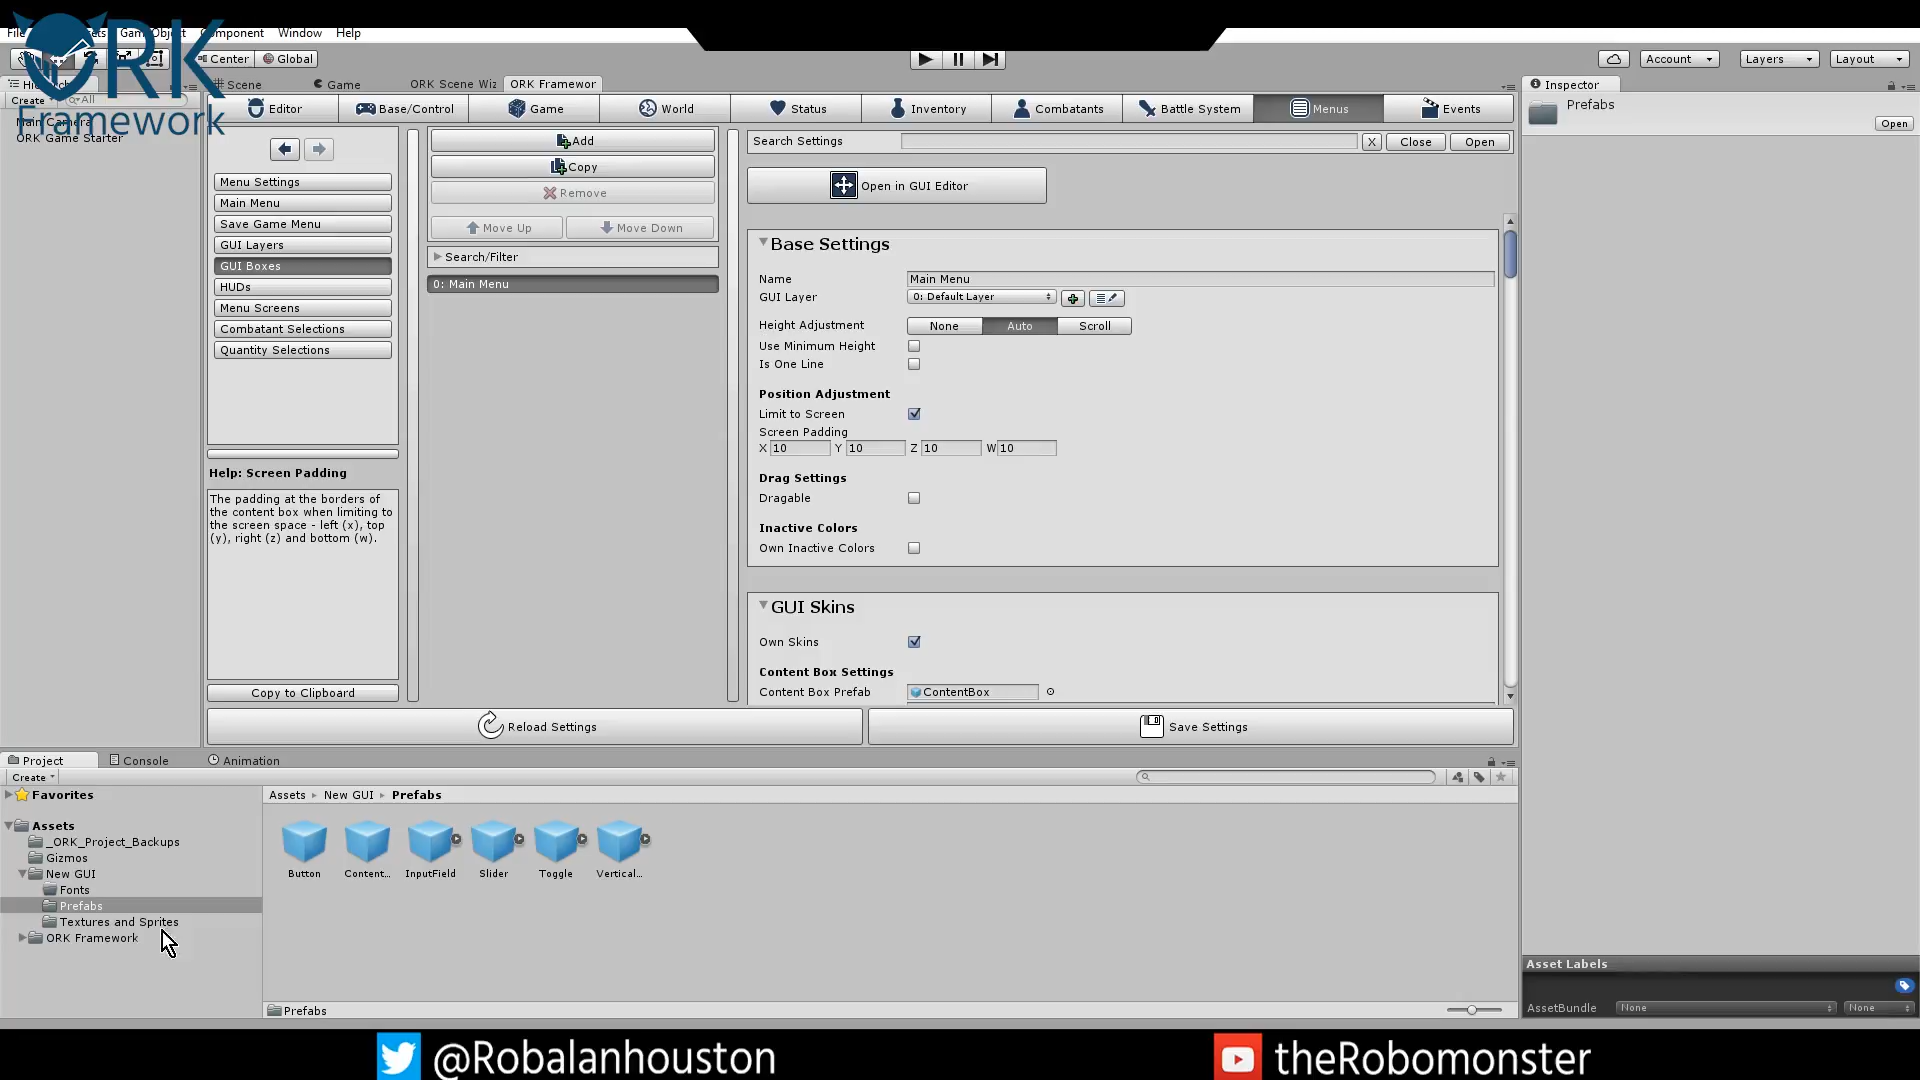 ORK
Framework
Window Help
Center Global
Account Layers Layout
Scene Game ORK Scene Wiz ORK Framewor
Inspector
Create All
ORK Game Starter
Editor Base/Control Game World Status Inventory Combatants Battle System Menus Events
Prefabs
Open
Menu Settings
Main Menu
Save Game Menu
GUI Layers
GUI Boxes
HUDs
Menu Screens
Combatant Selections
Quantity Selections
Help: Screen Padding
The padding at the borders of
the content box when limiting to
the screen space - left (x), top
(y), right (z) and bottom (w).
Copy to Clipboard
Add
Copy
Remove
Move Up Move Down
Search/Filter
0: Main Menu
Search Settings X Close Open
Open in GUI Editor
Base Settings
Name Main Menu
GUI Layer 0: Default Layer
Height Adjustment None Auto Scroll
Use Minimum Height
Is One Line
Position Adjustment
Limit to Screen
Screen Padding
X 10 Y 10 Z 10 W 10
Drag Settings
Dragable
Inactive Colors
Own Inactive Colors
GUI Skins
Own Skins
Content Box Settings
Content Box Prefab ContentBox
Reload Settings Save Settings
Project Console Animation
Create
Favorites
Assets
_ORK_Project_Backups
Gizmos
New GUI
Fonts
Prefabs
Textures and Sprites
ORK Framework
Assets New GUI Prefabs
Button Content... InputField Slider Toggle Vertical...
Prefabs
Asset Labels
AssetBundle None None
@Robalanhouston theRobomonster